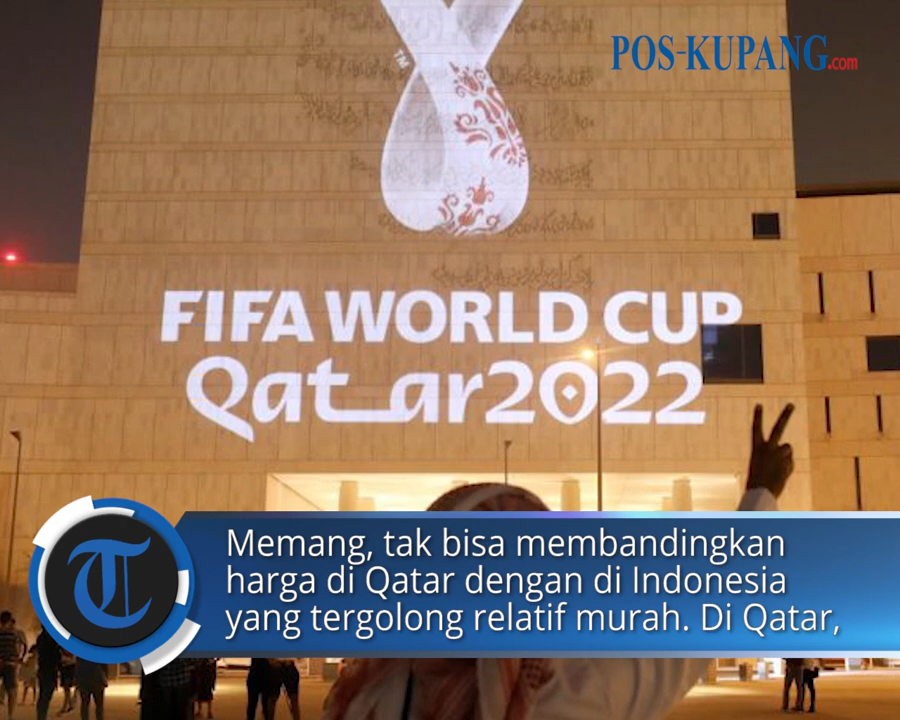 POS-KUPANG.com
TM
FIFA WORLD CUP
Qatar2022
T
Memang, tak bisa membandingkan
harga di Qatar dengan di Indonesia
yang tergolong relatif murah. Di Qatar,